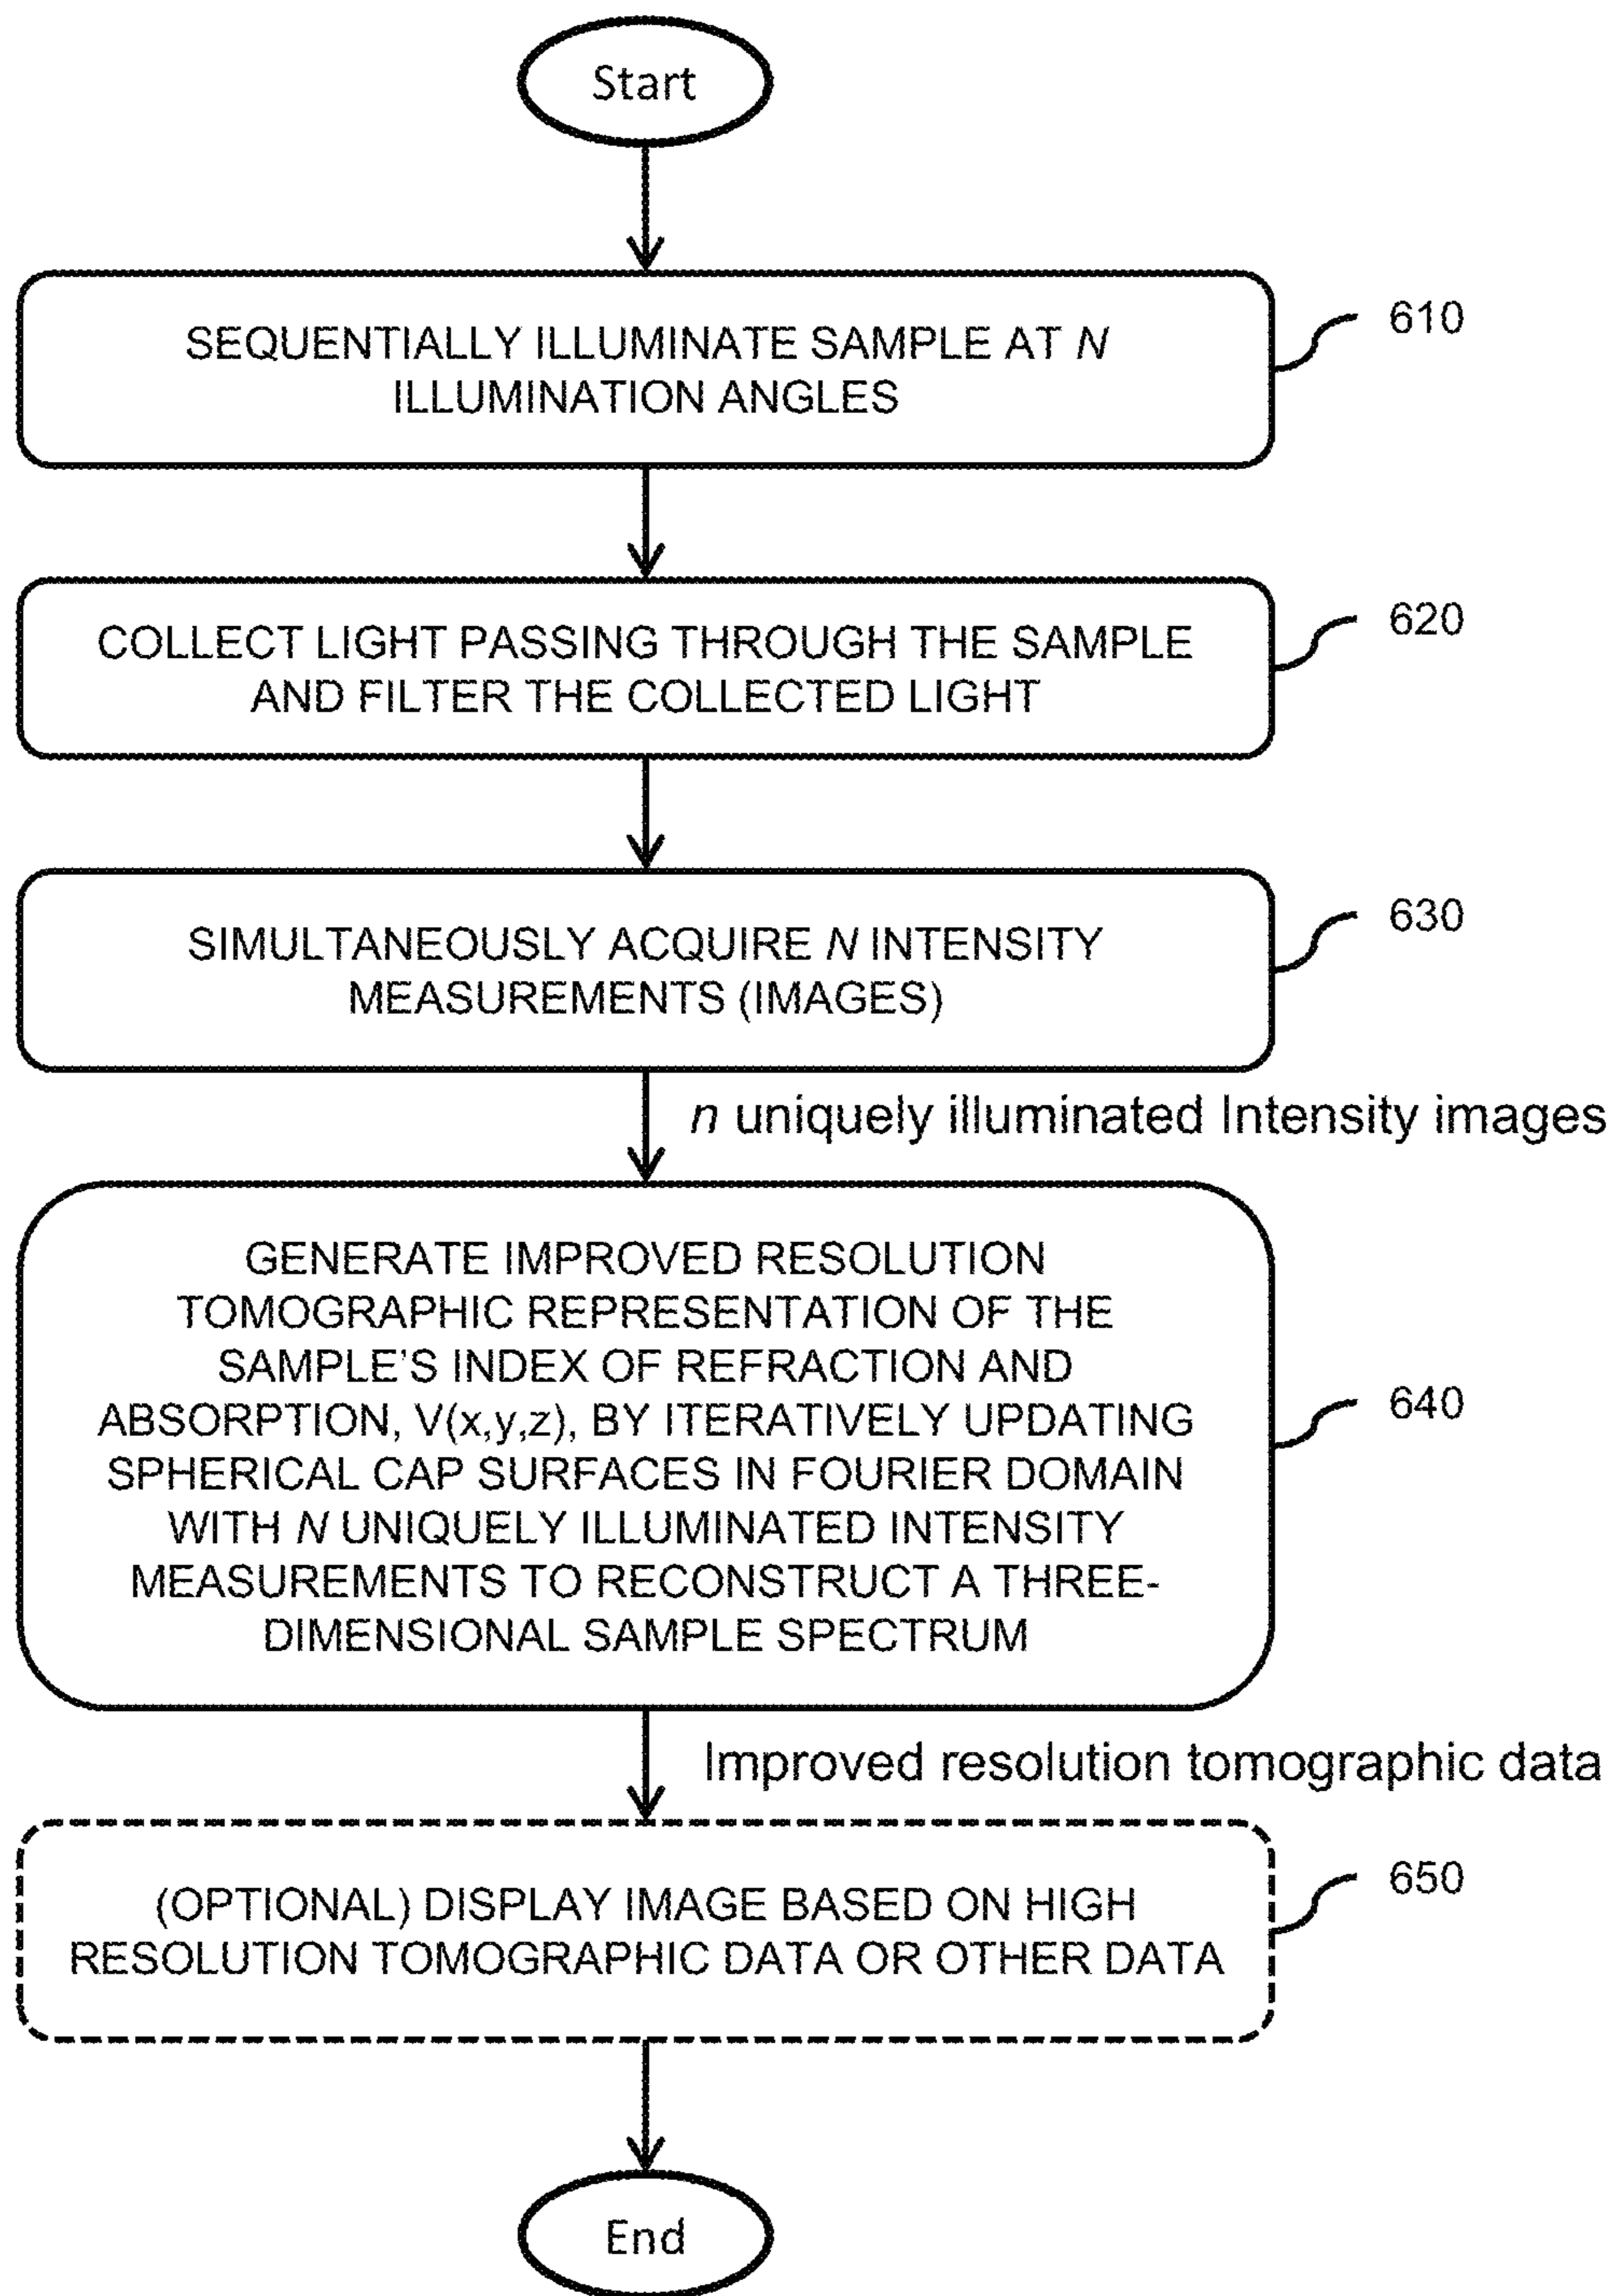 Start
SEQUENTIALLY ILLUMINATE SAMPLE AT N
ILLUMINATION ANGLES
610
COLLECT LIGHT PASSING THROUGH THE SAMPLE
AND FILTER THE COLLECTED LIGHT
620
SIMULTANEOUSLY ACQUIRE N INTENSITY
MEASUREMENTS (IMAGES)
630
n uniquely illuminated Intensity images
GENERATE IMPROVED RESOLUTION
TOMOGRAPHIC REPRESENTATION OF THE
SAMPLE'S INDEX OF REFRACTION AND
ABSORPTION, V(x,y,z), BY ITERATIVELY UPDATING
SPHERICAL CAP SURFACES IN FOURIER DOMAIN
WITH N UNIQUELY ILLUMINATED INTENSITY
MEASUREMENTS TO RECONSTRUCT A THREE-
DIMENSIONAL SAMPLE SPECTRUM
640
Improved resolution tomographic data
(OPTIONAL) DISPLAY IMAGE BASED ON HIGH
RESOLUTION TOMOGRAPHIC DATA OR OTHER DATA
650
End